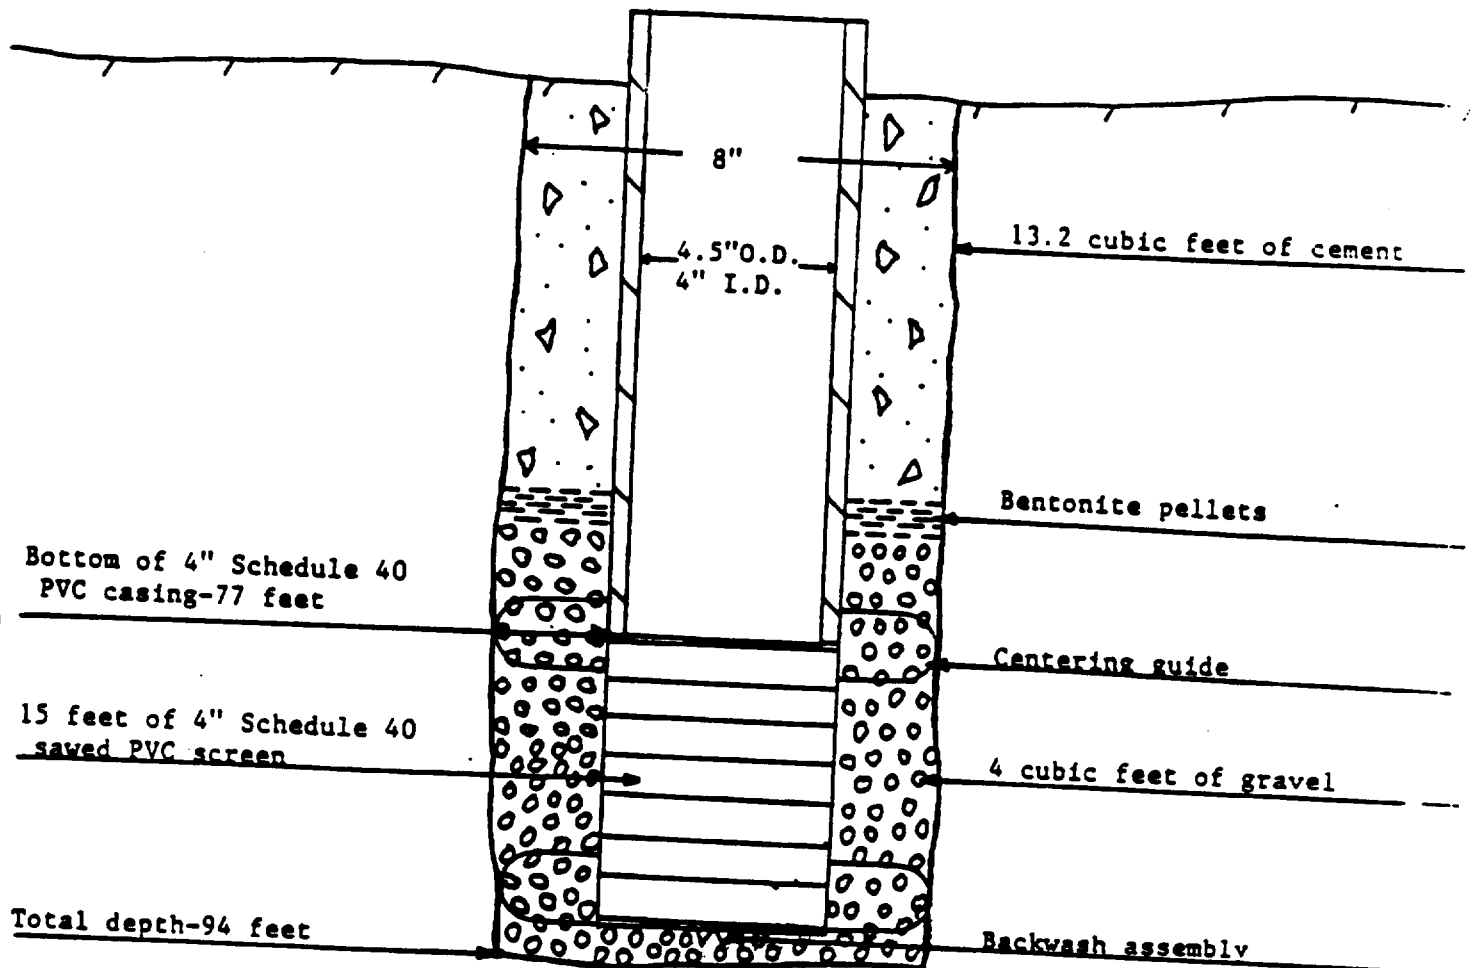 8"
4.5"O.D.
4" I.D.
13.2 cubic feet of cement
Bentonite pellets
Bottom of 4" Schedule 40
PVC casing-77 feet
Centering guide
15 feet of 4" Schedule 40
sawed PVC screen
4 cubic feet of gravel
Total depth-94 feet
Backwash assembly